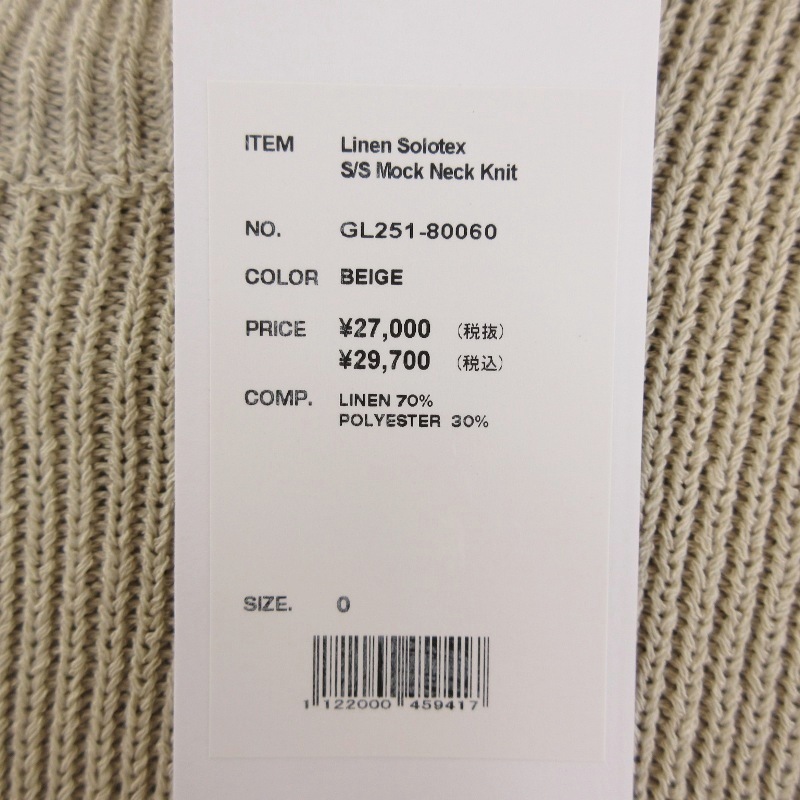 ITEM Linen Solotex
S/S Mock Neck Knit
NO. GL251-80060
COLOR BEIGE
PRICE ¥27,000 (税抜)
¥29,700 (税込)
COMP. LINEN 70%
POLYESTER 30%
SIZE. 0
1 122000 459417